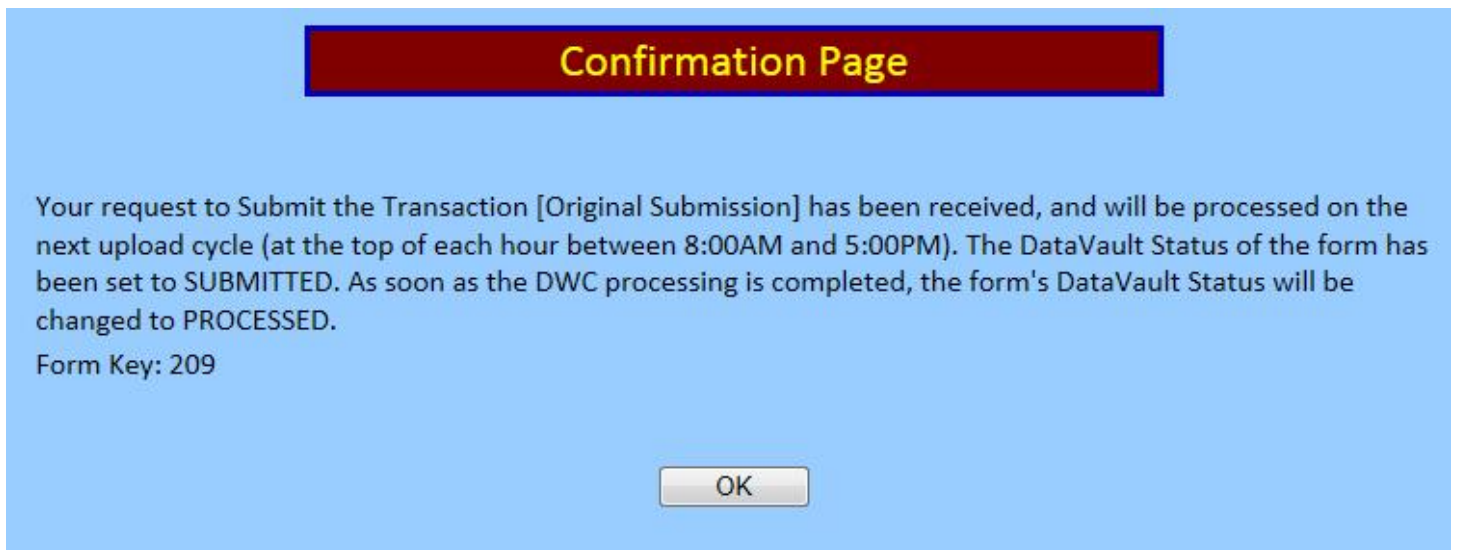 Confirmation Page
Your request to Submit the Transaction [Original Submission] has been received, and will be processed on the
next upload cycle (at the top of each hour between 8:00AM and 5:00PM). The DataVault Status of the form has
been set to SUBMITTED. As soon as the DWC processing is completed, the form's DataVault Status will be
changed to PROCESSED.
Form Key: 209
OK